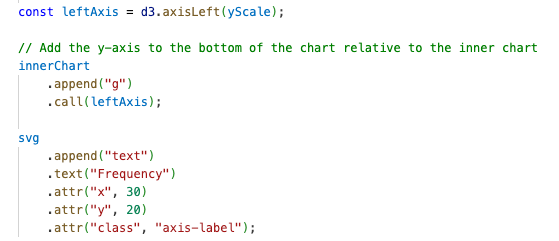 const leftAxis = d3.axisLeft(yScale);

// Add the y-axis to the bottom of the chart relative to the inner chart
innerChart
    .append("g")
    .call(leftAxis);

svg
    .append("text")
    .text("Frequency")
    .attr("x", 30)
    .attr("y", 20)
    .attr("class", "axis-label");